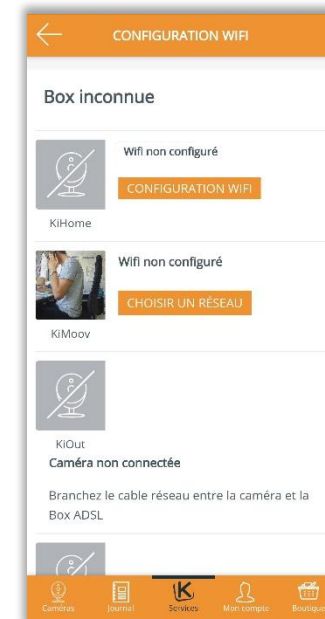 CONFIGURATION WIFI
Box inconnue
Wifi non configuré
CONFIGURATION WIFI
KiHome
Wifi non configuré
CHOISIR UN RÉSEAU
KiMoov
KiOut
Caméra non connectée
Branchez le cable réseau entre la caméra et la
Box ADSL
Caméras Journal Services Mon compte Boutique